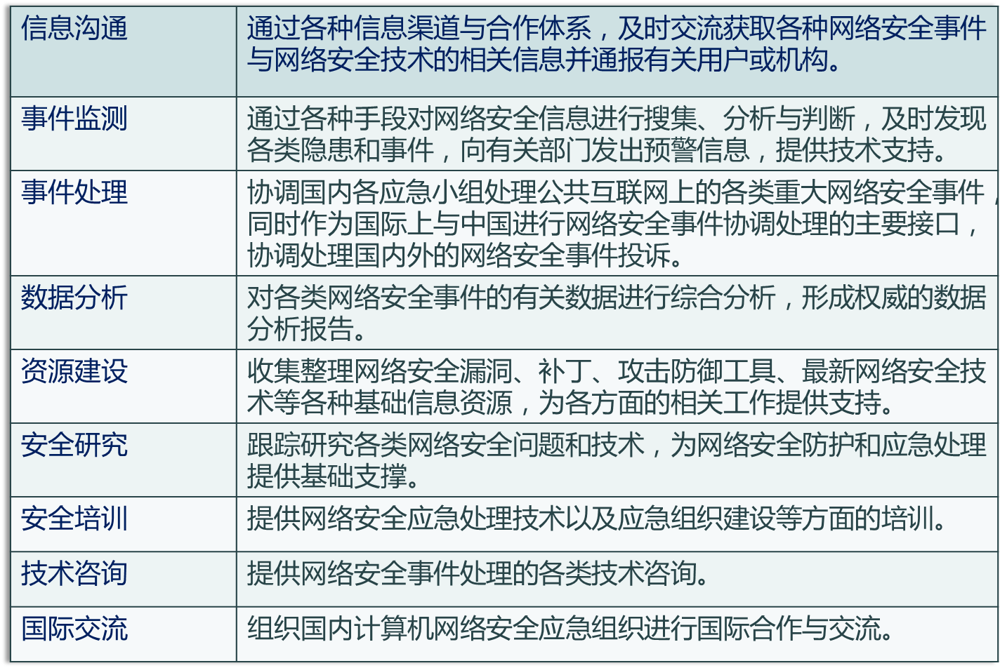 信息沟通
通过各种信息渠道与合作体系，及时交流获取各种网络安全事件
与网络安全技术的相关信息并通报有关用户或机构。
事件监测
通过各种手段对网络安全信息进行搜集、分析与判断，及时发现
各类隐患和事件，向有关部门发出预警信息，提供技术支持。
事件处理
协调国内各应急小组处理公共互联网上的各类重大网络安全事件，
同时作为国际上与中国进行网络安全事件协调处理的主要接口，
协调处理国内外的网络安全事件投诉。
数据分析
对各类网络安全事件的有关数据进行综合分析，形成权威的数据
分析报告。
资源建设
收集整理网络安全漏洞、补丁、攻击防御工具、最新网络安全技
术等各种基础信息资源，为各方面的相关工作提供支持。
安全研究
跟踪研究各类网络安全问题和技术，为网络安全防护和应急处理
提供基础支撑。
安全培训
提供网络安全应急处理技术以及应急组织建设等方面的培训。
技术咨询
提供网络安全事件处理的各类技术咨询。
国际交流
组织国内计算机网络安全应急组织进行国际合作与交流。